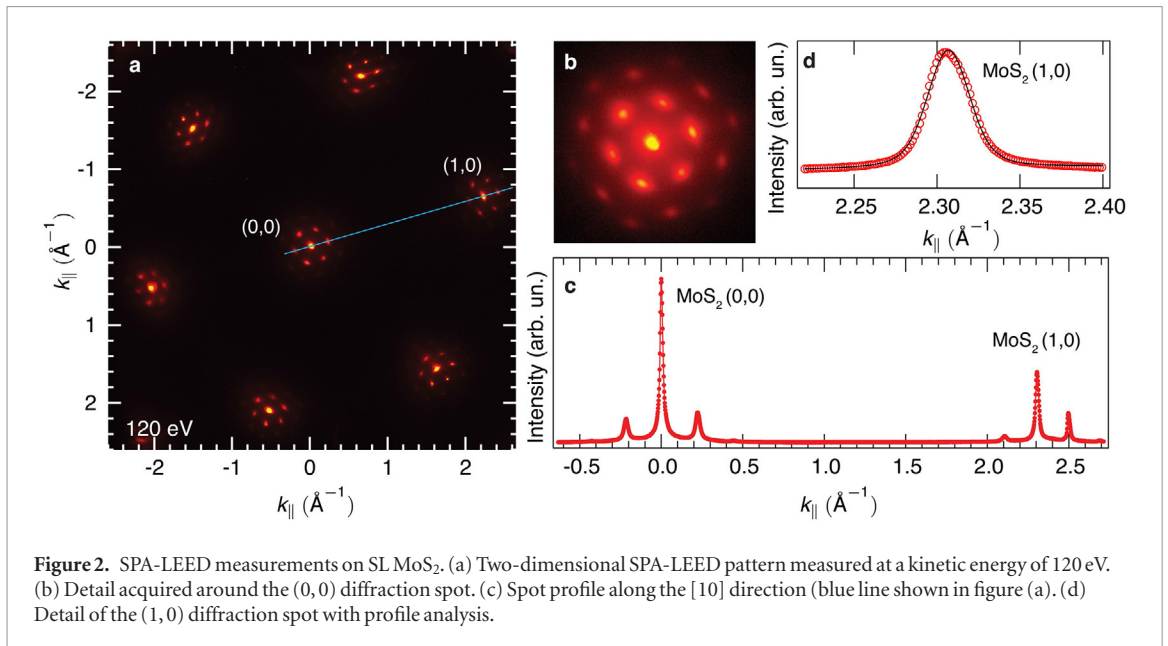 a
-2
-1
0
1
2
k∥ (Å⁻¹)
(1,0)
(0,0)
120 eV
-2 -1 0 1 2
k∥ (Å⁻¹)
b
d
MoS₂(1,0)
Intensity (arb. un.)
2.25 2.30 2.35 2.40
k∥ (Å⁻¹)
c
MoS₂(0,0)
MoS₂(1,0)
Intensity (arb. un.)
-0.5 0.0 0.5 1.0 1.5 2.0 2.5
k∥ (Å⁻¹)
Figure 2. SPA-LEED measurements on SL MoS₂. (a) Two-dimensional SPA-LEED pattern measured at a kinetic energy of 120 eV.
(b) Detail acquired around the (0, 0) diffraction spot. (c) Spot profile along the [10] direction (blue line shown in figure (a). (d)
Detail of the (1, 0) diffraction spot with profile analysis.